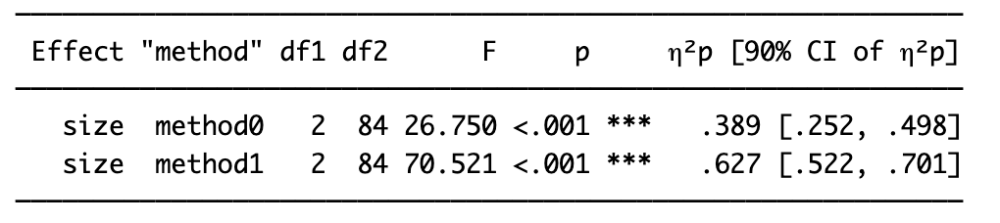 Effect "method" df1 df2 F p η²p [90% CI of η²p]
size method0 2 84 26.750 <.001 *** .389 [.252, .498]
size method1 2 84 70.521 <.001 *** .627 [.522, .701]